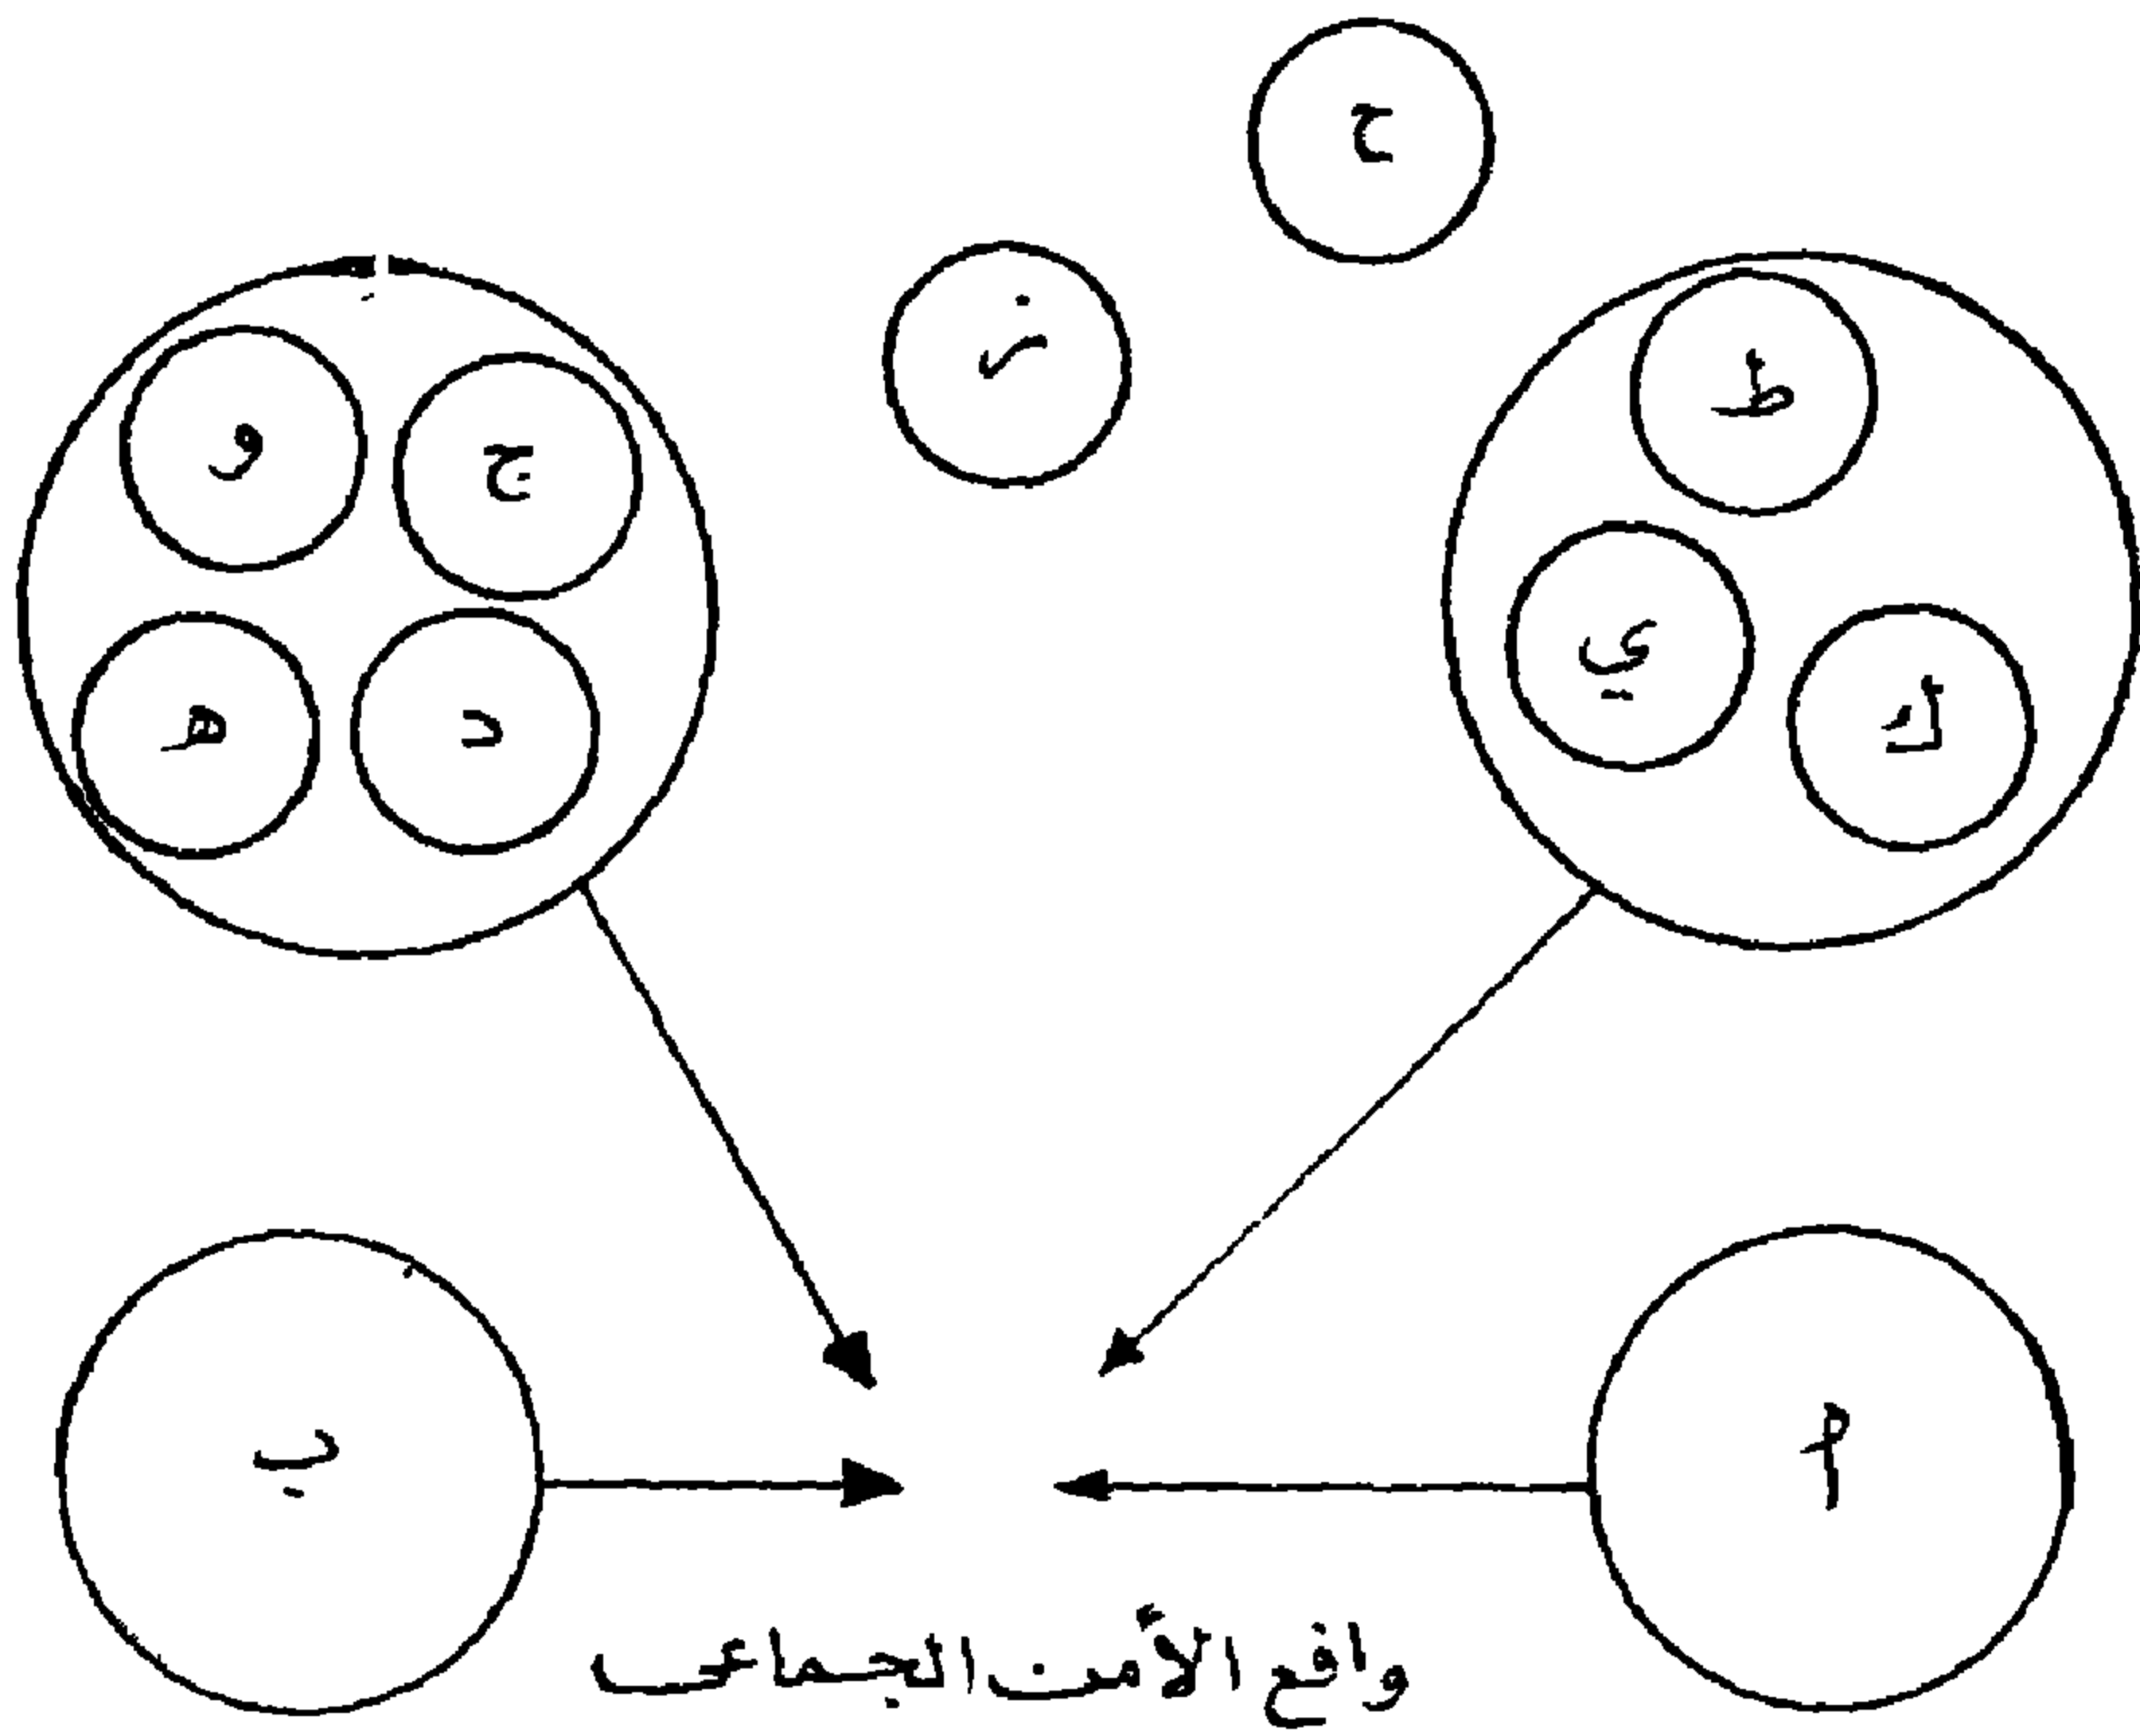 ح
ن
ط
ج
و
ي
ك
د
هـ
أ
ب
واقع الأمن الجماعي